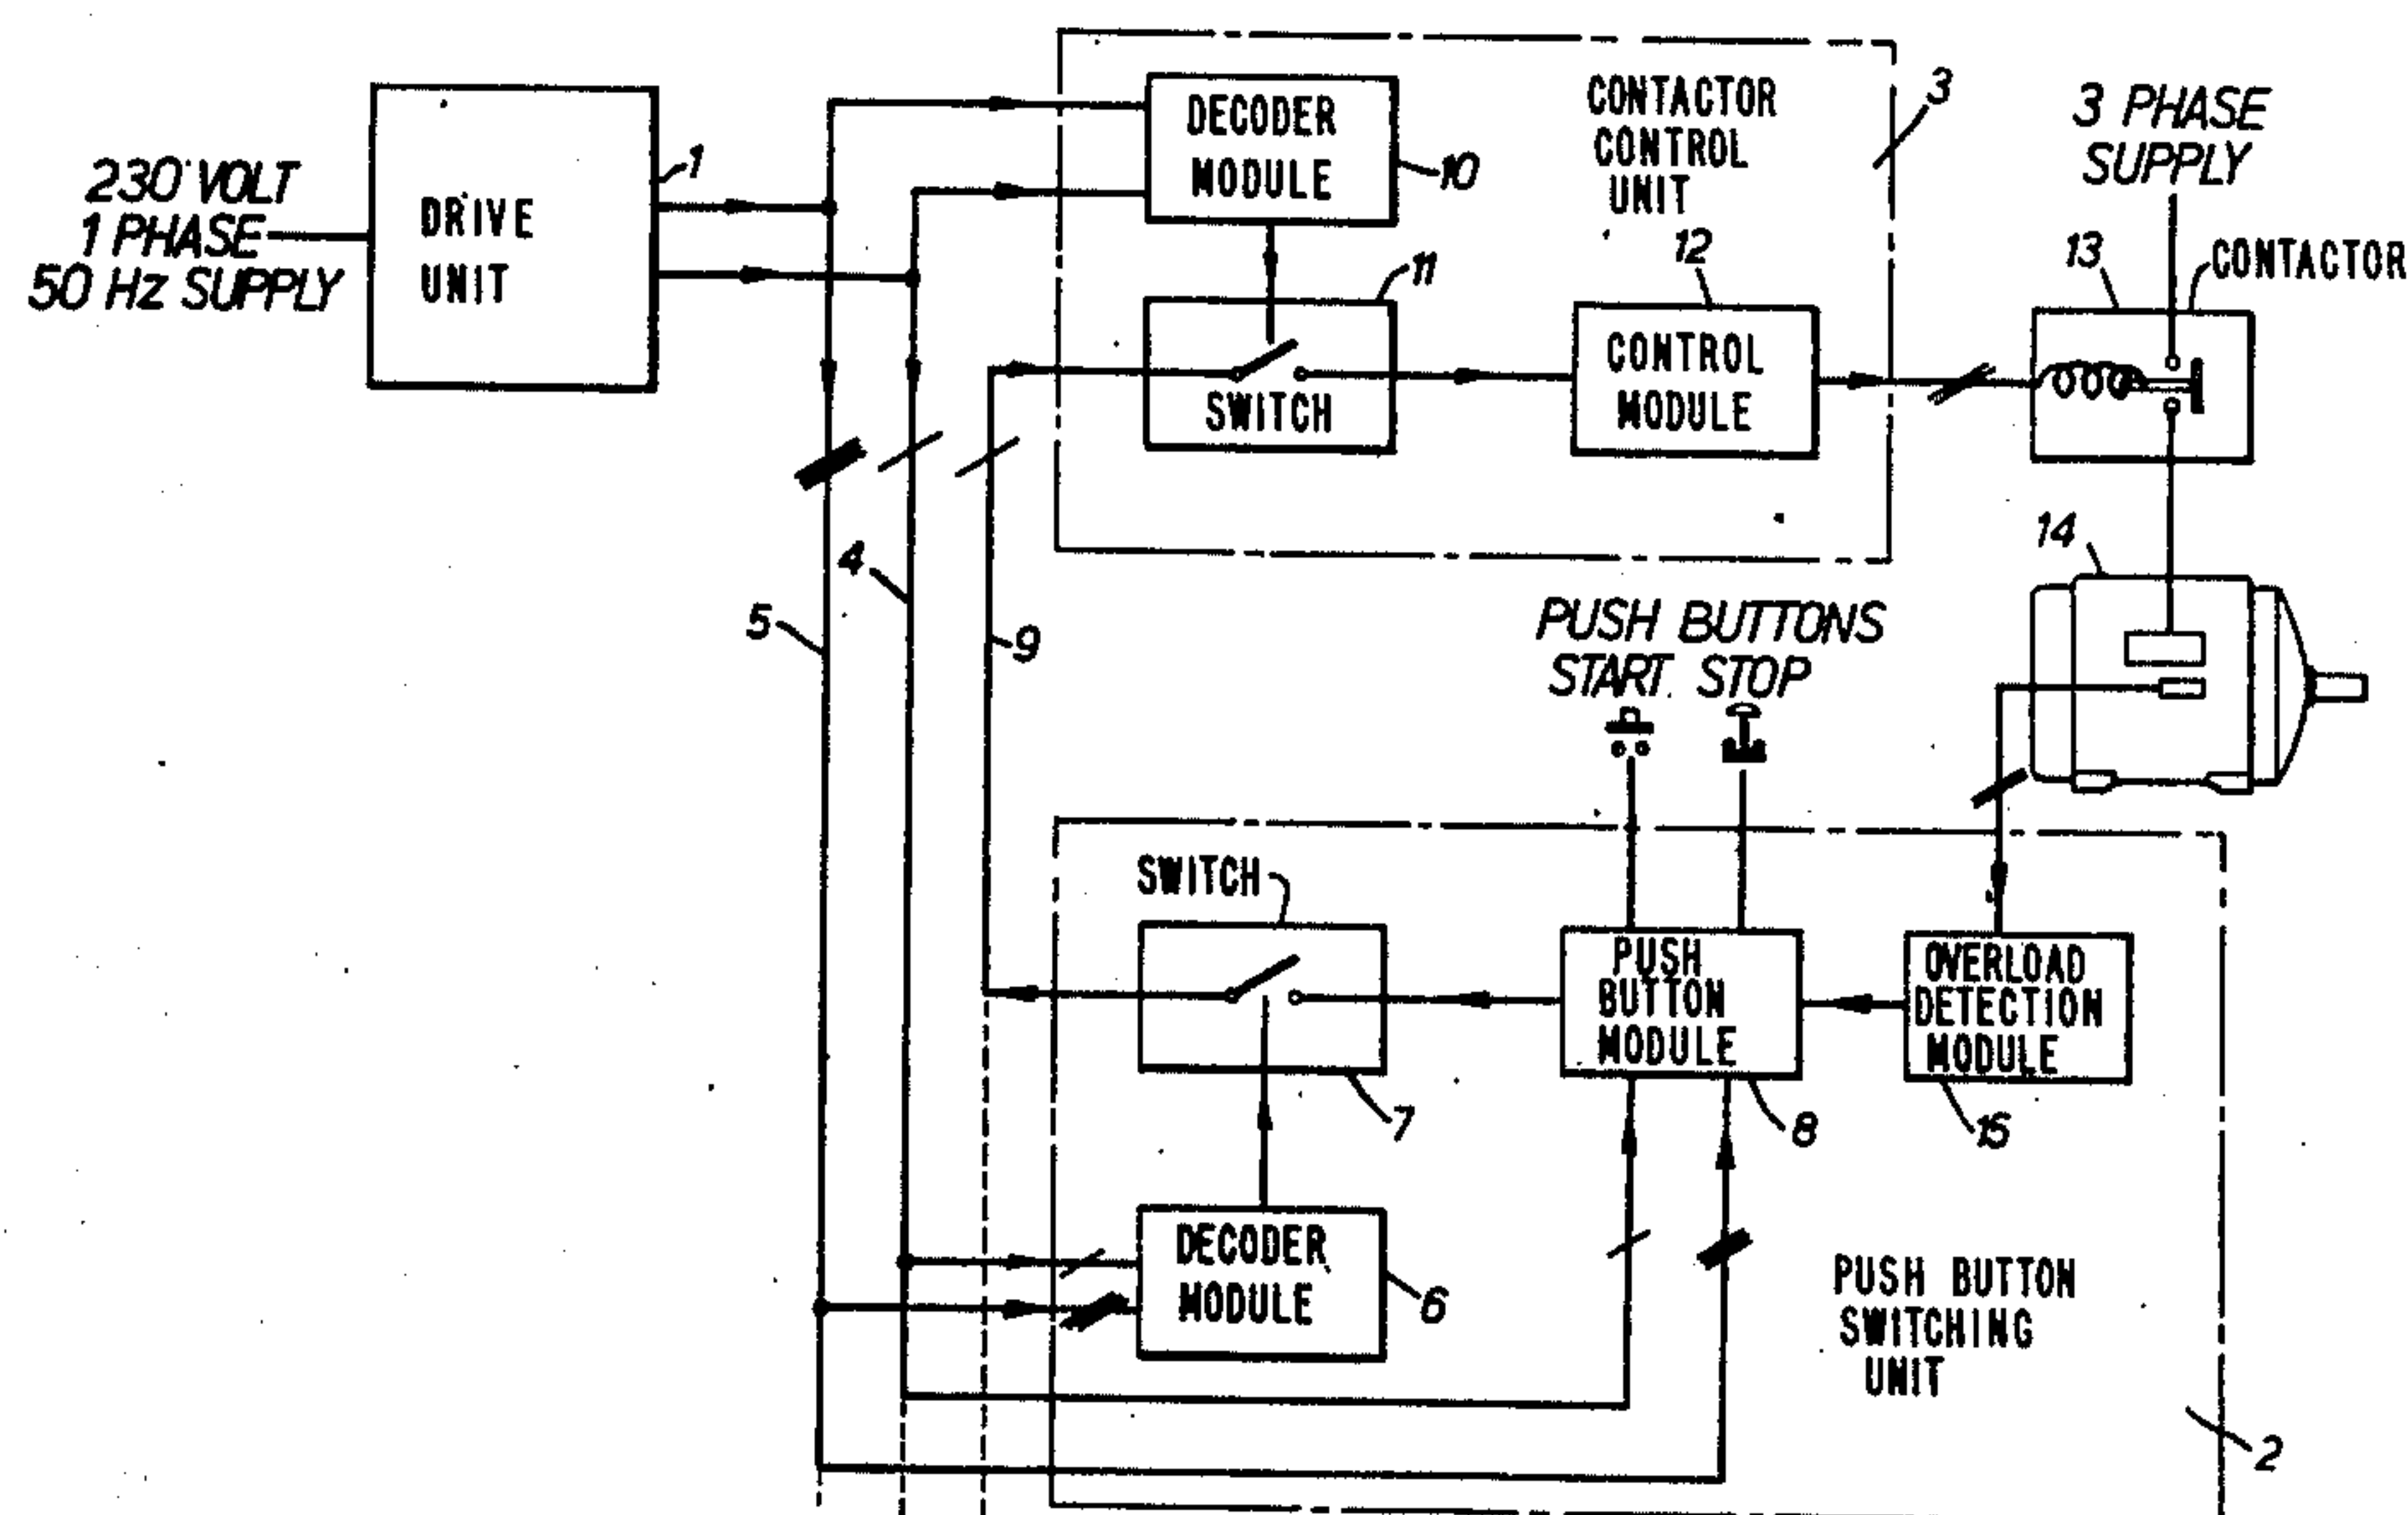 230 VOLT
1 PHASE
50 Hz SUPPLY
DRIVE
UNIT
1
DECODER
MODULE
10
CONTACTOR
CONTROL
UNIT
3
3 PHASE
SUPPLY
11
SWITCH
12
CONTROL
MODULE
13
CONTACTOR
14
5
4
9
PUSH BUTTONS
START STOP
SWITCH
7
PUSH
BUTTON
MODULE
8
OVERLOAD
DETECTION
MODULE
15
DECODER
MODULE
6
PUSH BUTTON
SWITCHING
UNIT
2